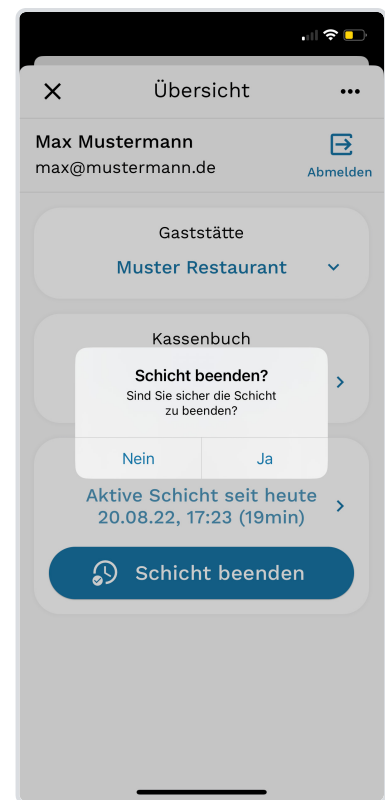 Übersicht
Max Mustermann
max@mustermann.de
Abmelden
Gaststätte
Muster Restaurant
Kassenbuch
Schicht beenden?
Sind Sie sicher die Schicht
zu beenden?
Nein
Ja
Aktive Schicht seit heute
20.08.22, 17:23 (19min)
Schicht beenden